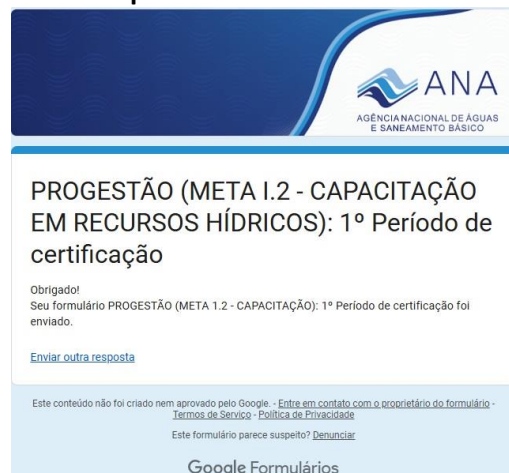 ANA
AGÊNCIA NACIONAL DE ÁGUAS
E SANEAMENTO BÁSICO
PROGESTÃO (META I.2 - CAPACITAÇÃO
EM RECURSOS HÍDRICOS): 1º Período de
certificação
Obrigado!
Seu formulário PROGESTÃO (META 1.2 - CAPACITAÇÃO): 1º Período de certificação foi
enviado.
Enviar outra resposta
Este conteúdo não foi criado nem aprovado pelo Google. - Entre em contato com o proprietário do formulário -
Termos de Serviço - Política de Privacidade
Este formulário parece suspeito? Denunciar
Google Formulários